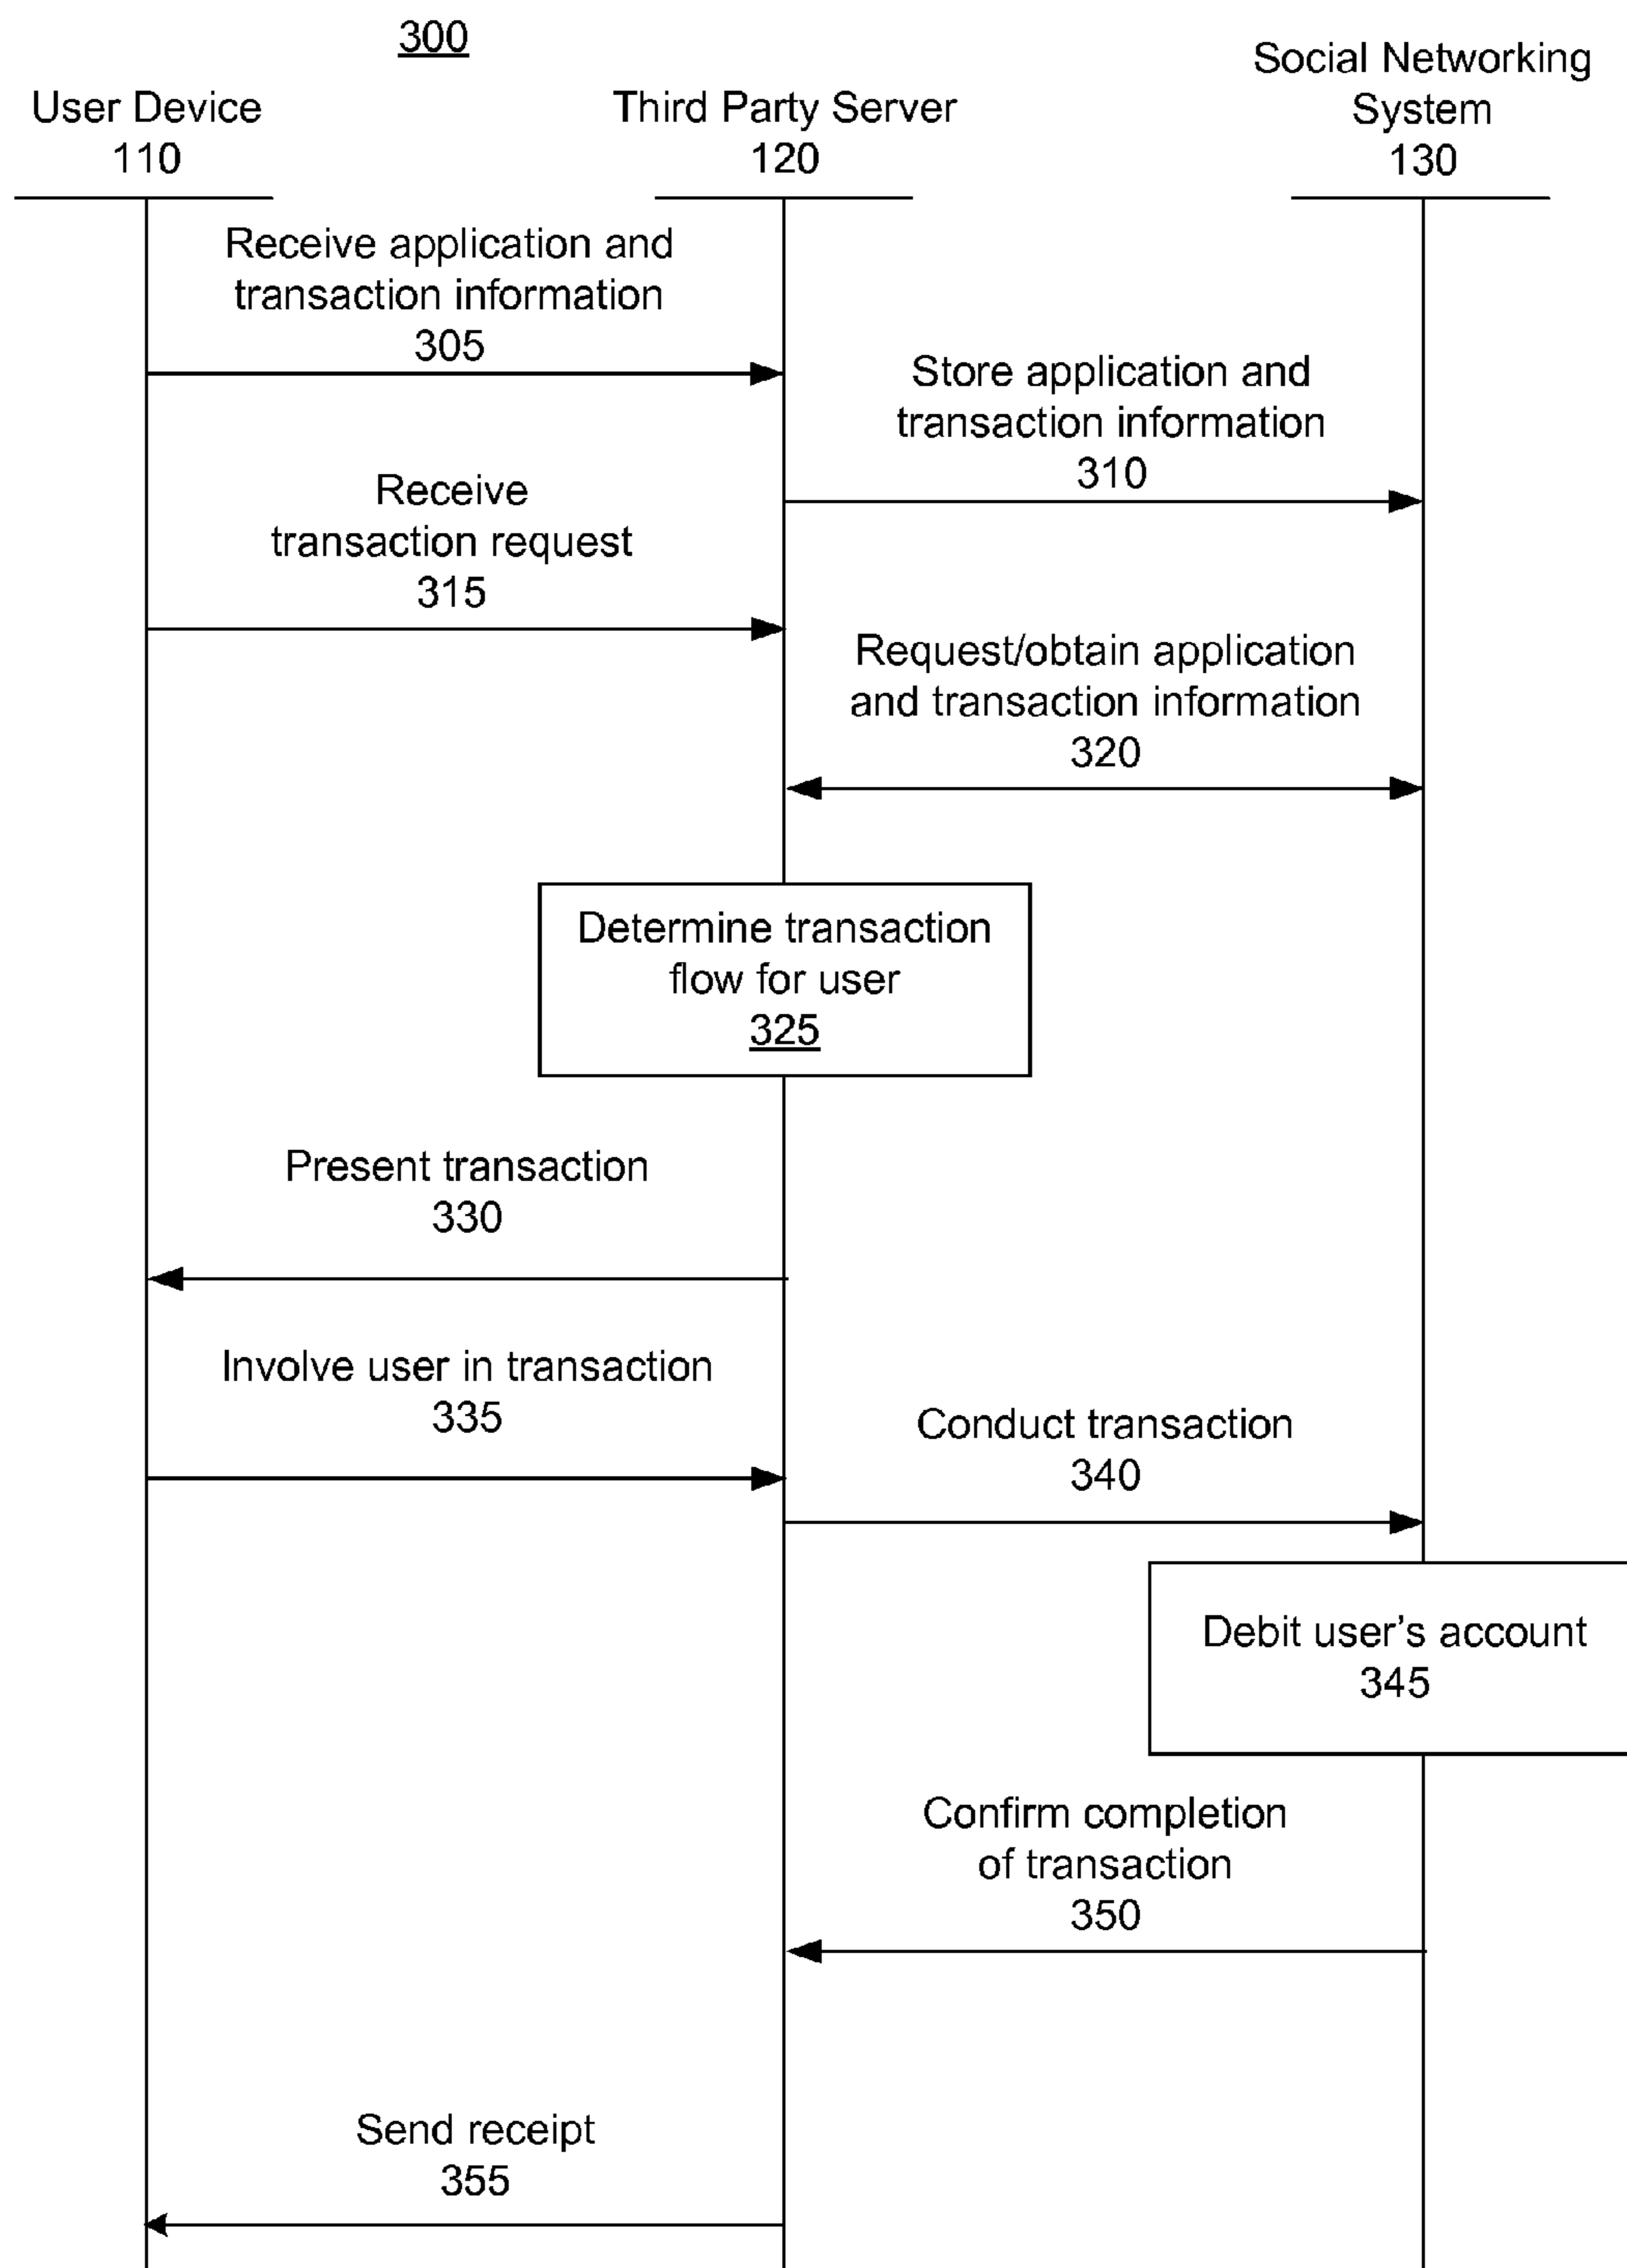 300
User Device
110
Third Party Server
120
Social Networking
System
130
Receive application and
transaction information
305
Store application and
transaction information
310
Receive
transaction request
315
Request/obtain application
and transaction information
320
Determine transaction
flow for user
325
Present transaction
330
Involve user in transaction
335
Conduct transaction
340
Debit user's account
345
Confirm completion
of transaction
350
Send receipt
355